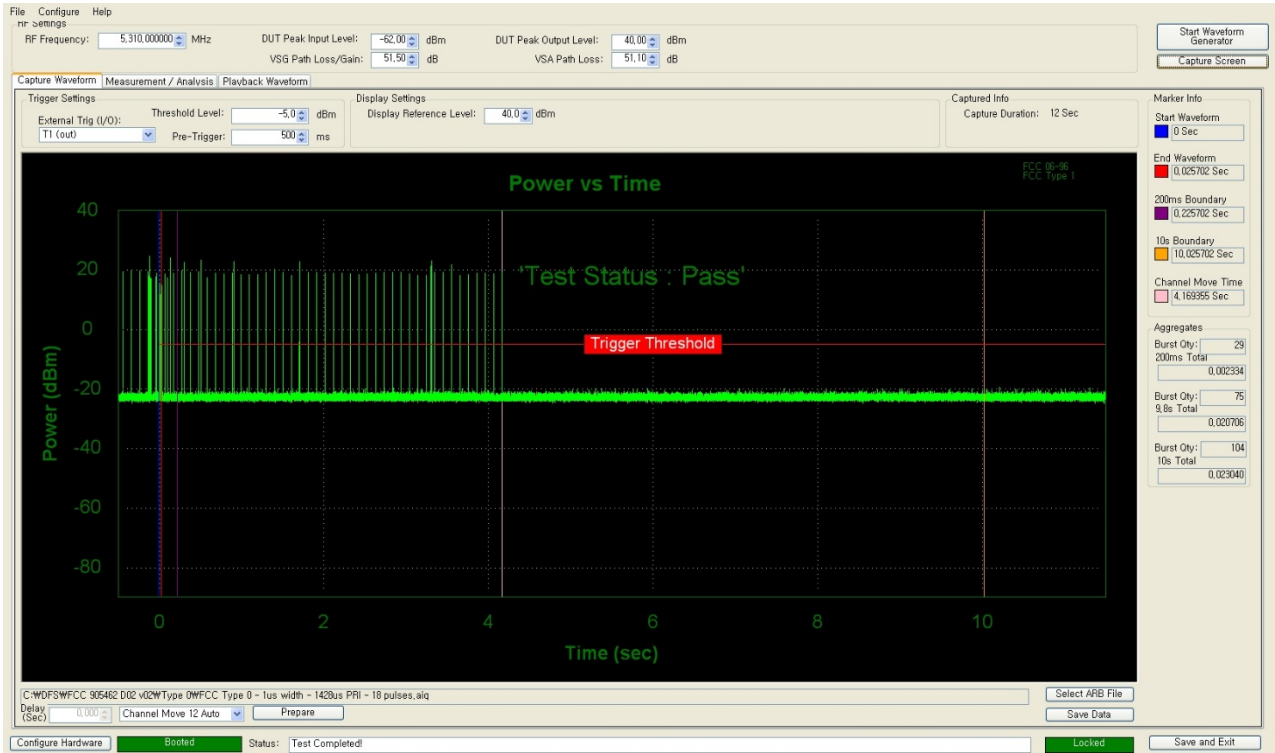 File Configure Help
RF Settings
RF Frequency: 5,310,000000 MHz DUT Peak Input Level: -62,00 dBm DUT Peak Output Level: 40,00 dBm
VSG Path Loss/Gain: 51,50 dB VSA Path Loss: 51,10 dB
Start Waveform
Generator
Capture Screen
Capture Waveform Measurement / Analysis Playback Waveform
Trigger Settings
External Trig (I/O): Threshold Level: -5,0 dBm
T1 (out) Pre-Trigger: 500 ms
Display Settings
Display Reference Level: 40,0 dBm
Captured Info
Capture Duration: 12 Sec
Marker Info
Start Waveform
0 Sec
End Waveform
0,025702 Sec
200ms Boundary
0,225702 Sec
10s Boundary
10,025702 Sec
Channel Move Time
4,169355 Sec
Aggregates
Burst Qty: 29
200ms Total
0,002334
Burst Qty: 75
9,8s Total
0,020706
Burst Qty: 104
10s Total
0,023040
FCC 06-96
FCC Type 1
Power vs Time
'Test Status : Pass'
Trigger Threshold
Power (dBm)
40
20
0
-20
-40
-60
-80
0 2 4 6 8 10
Time (sec)
C:₩DFS₩FCC 905462 D02 v02₩Type 0₩FCC Type 0 - 1us width - 1428us PRI - 18 pulses,aiq
Select ARB File
Delay
(Sec) 0,000 Channel Move 12 Auto Prepare
Save Data
Configure Hardware Booted Status: Test Completed! Locked Save and Exit